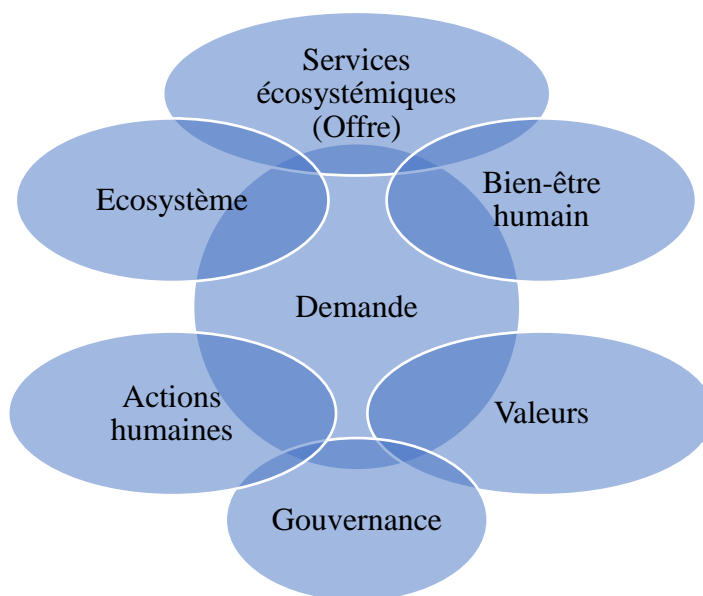 Services
écosystémiques
(Offre)
Ecosystème
Bien-être
humain
Demande
Actions
humaines
Valeurs
Gouvernance